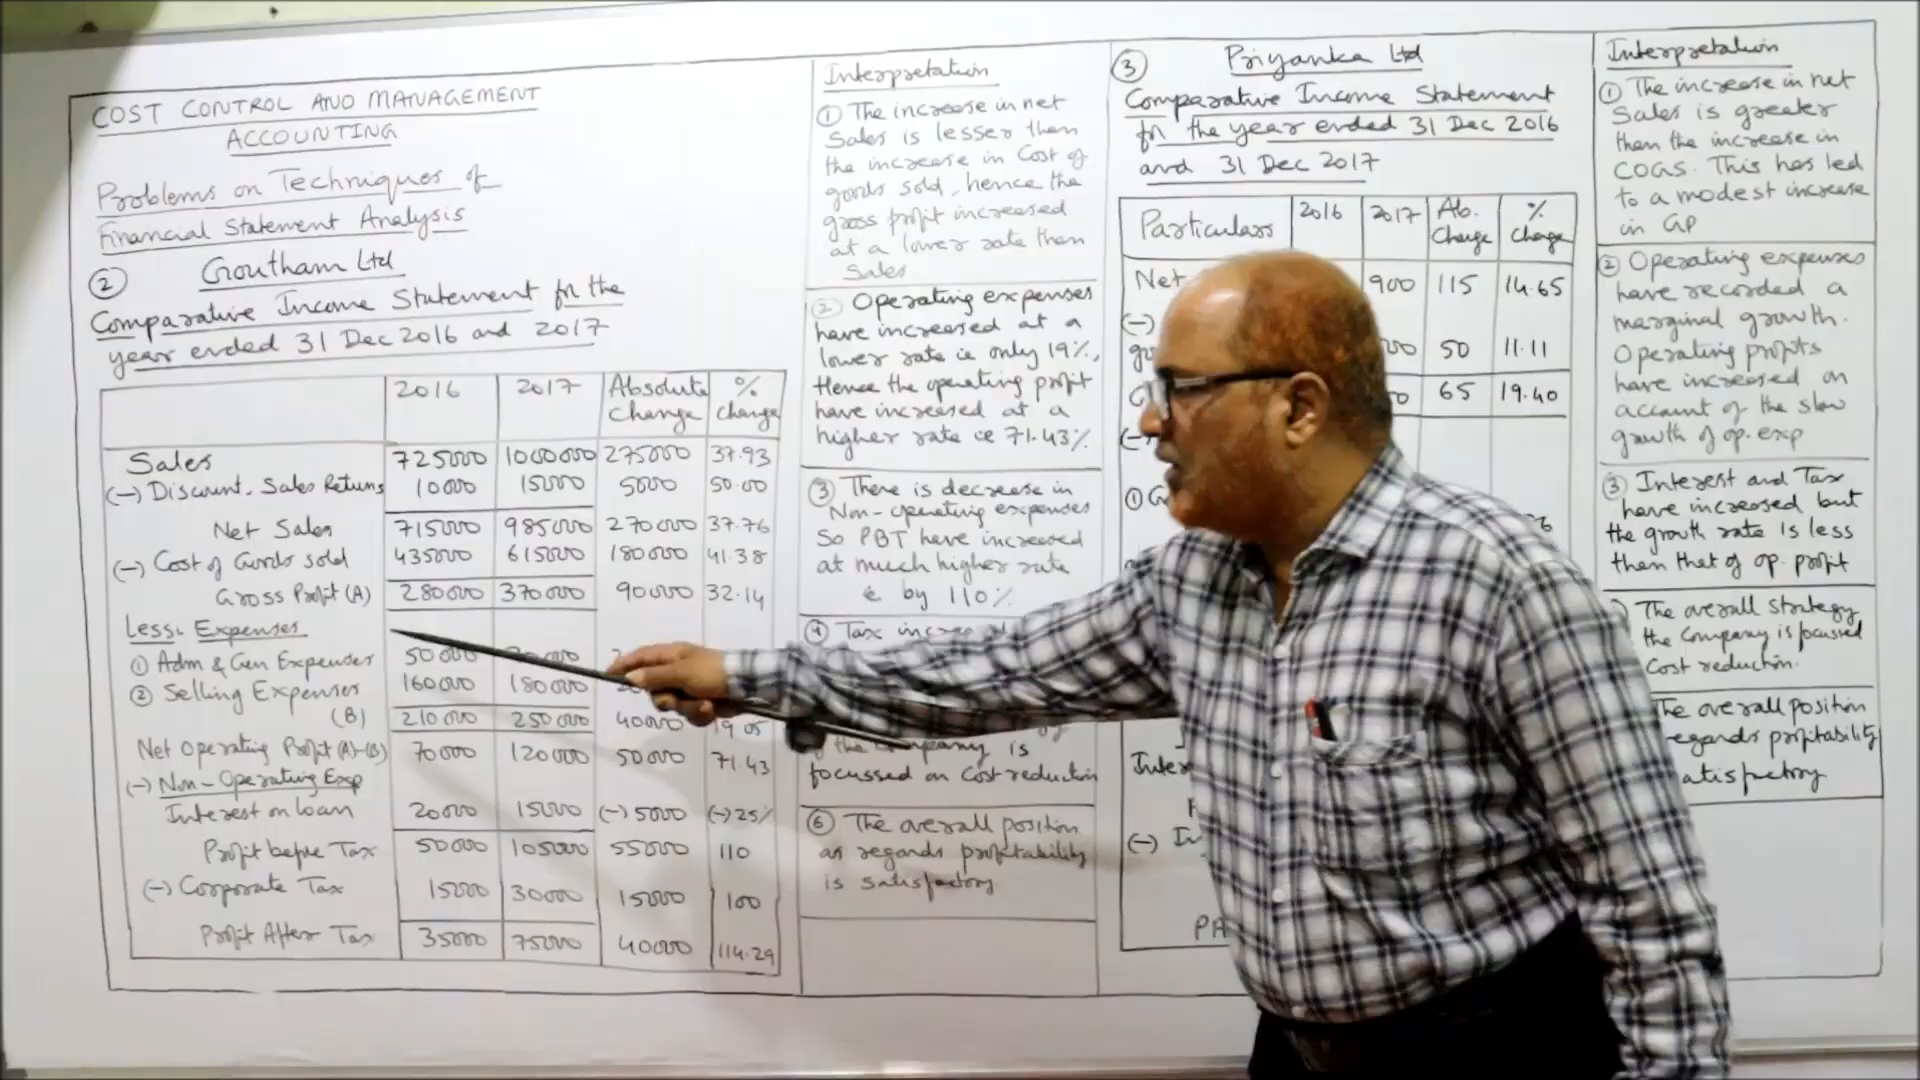 COST CONTROL AND MANAGEMENT
ACCOUNTING
Problems on Techniques of
Financial Statement Analysis
② Goutham Ltd
Comparative Income Statement for the
year ended 31 Dec 2016 and 2017
2016 2017 Absolute Change % change
Sales 725000 1000000 275000 37.93
(-) Discount, Sales Returns 10000 15000 5000 50.00
Net Sales 715000 985000 270000 37.76
(-) Cost of Goods sold 435000 615000 180000 41.38
Gross Profit (A) 280000 370000 90000 32.14
Less: Expenses
① Adm & Gen Expenses 50000
② Selling Expenses 160000 180000
(B) 210000 250000 40000 19.05
Net Operating Profit (A)-(B) 70000 120000 50000 71.43
(-) Non-Operating Exp
Interest on loan 20000 15000 (-) 5000 (-) 25%
Profit before Tax 50000 105000 55000 110
(-) Corporate Tax 15000 30000 15000 100
Profit After Tax 35000 75000 40000 114.29
Interpretation
① The increase in net
Sales is lesser than
the increase in Cost of
goods sold, hence the
gross profit increased
at a lower rate than
Sales
② Operating expenses
have increased at a
lower rate ie only 19%,
Hence the operating profit
have increased at a
higher rate ie 71.43%
③ There is decrease in
Non-operating expenses
So PBT have increased
at much higher rate
ie by 110%
④ Tax increa
the company is
focussed on cost reduction
⑥ The overall position
as regards profitability
is satisfactory
③ Priyanka Ltd
Comparative Income Statement
for the year ended 31 Dec 2016
and 31 Dec 2017
Particulars 2016 2017 Ab. Change % change
Net 900 115 14.65
(-)
50 11.11
65 19.40
(-)
①
Inter
(-) In
PA
Interpretation
① The increase in net
Sales is greater
than the increase in
COGS. This has led
to a modest increase
in GP
② Operating expenses
have recorded a
marginal growth.
Operating profits
have increased on
account of the slow
growth of op. exp
③ Interest and Tax
have increased but
the growth rate is less
than that of op. profit
The overall strategy
the Company is focussed
Cost reduction.
The overall position
regards profitability
atisfactory